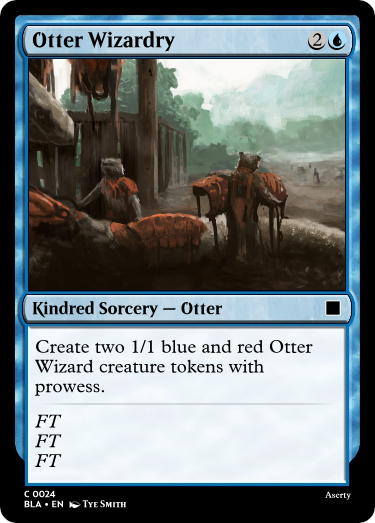 Otter Wizardry 2
Kindred Sorcery — Otter
Create two 1/1 blue and red Otter
Wizard creature tokens with
prowess.
FT
FT
FT
C 0024
BLA • EN Tye Smith
Aserty